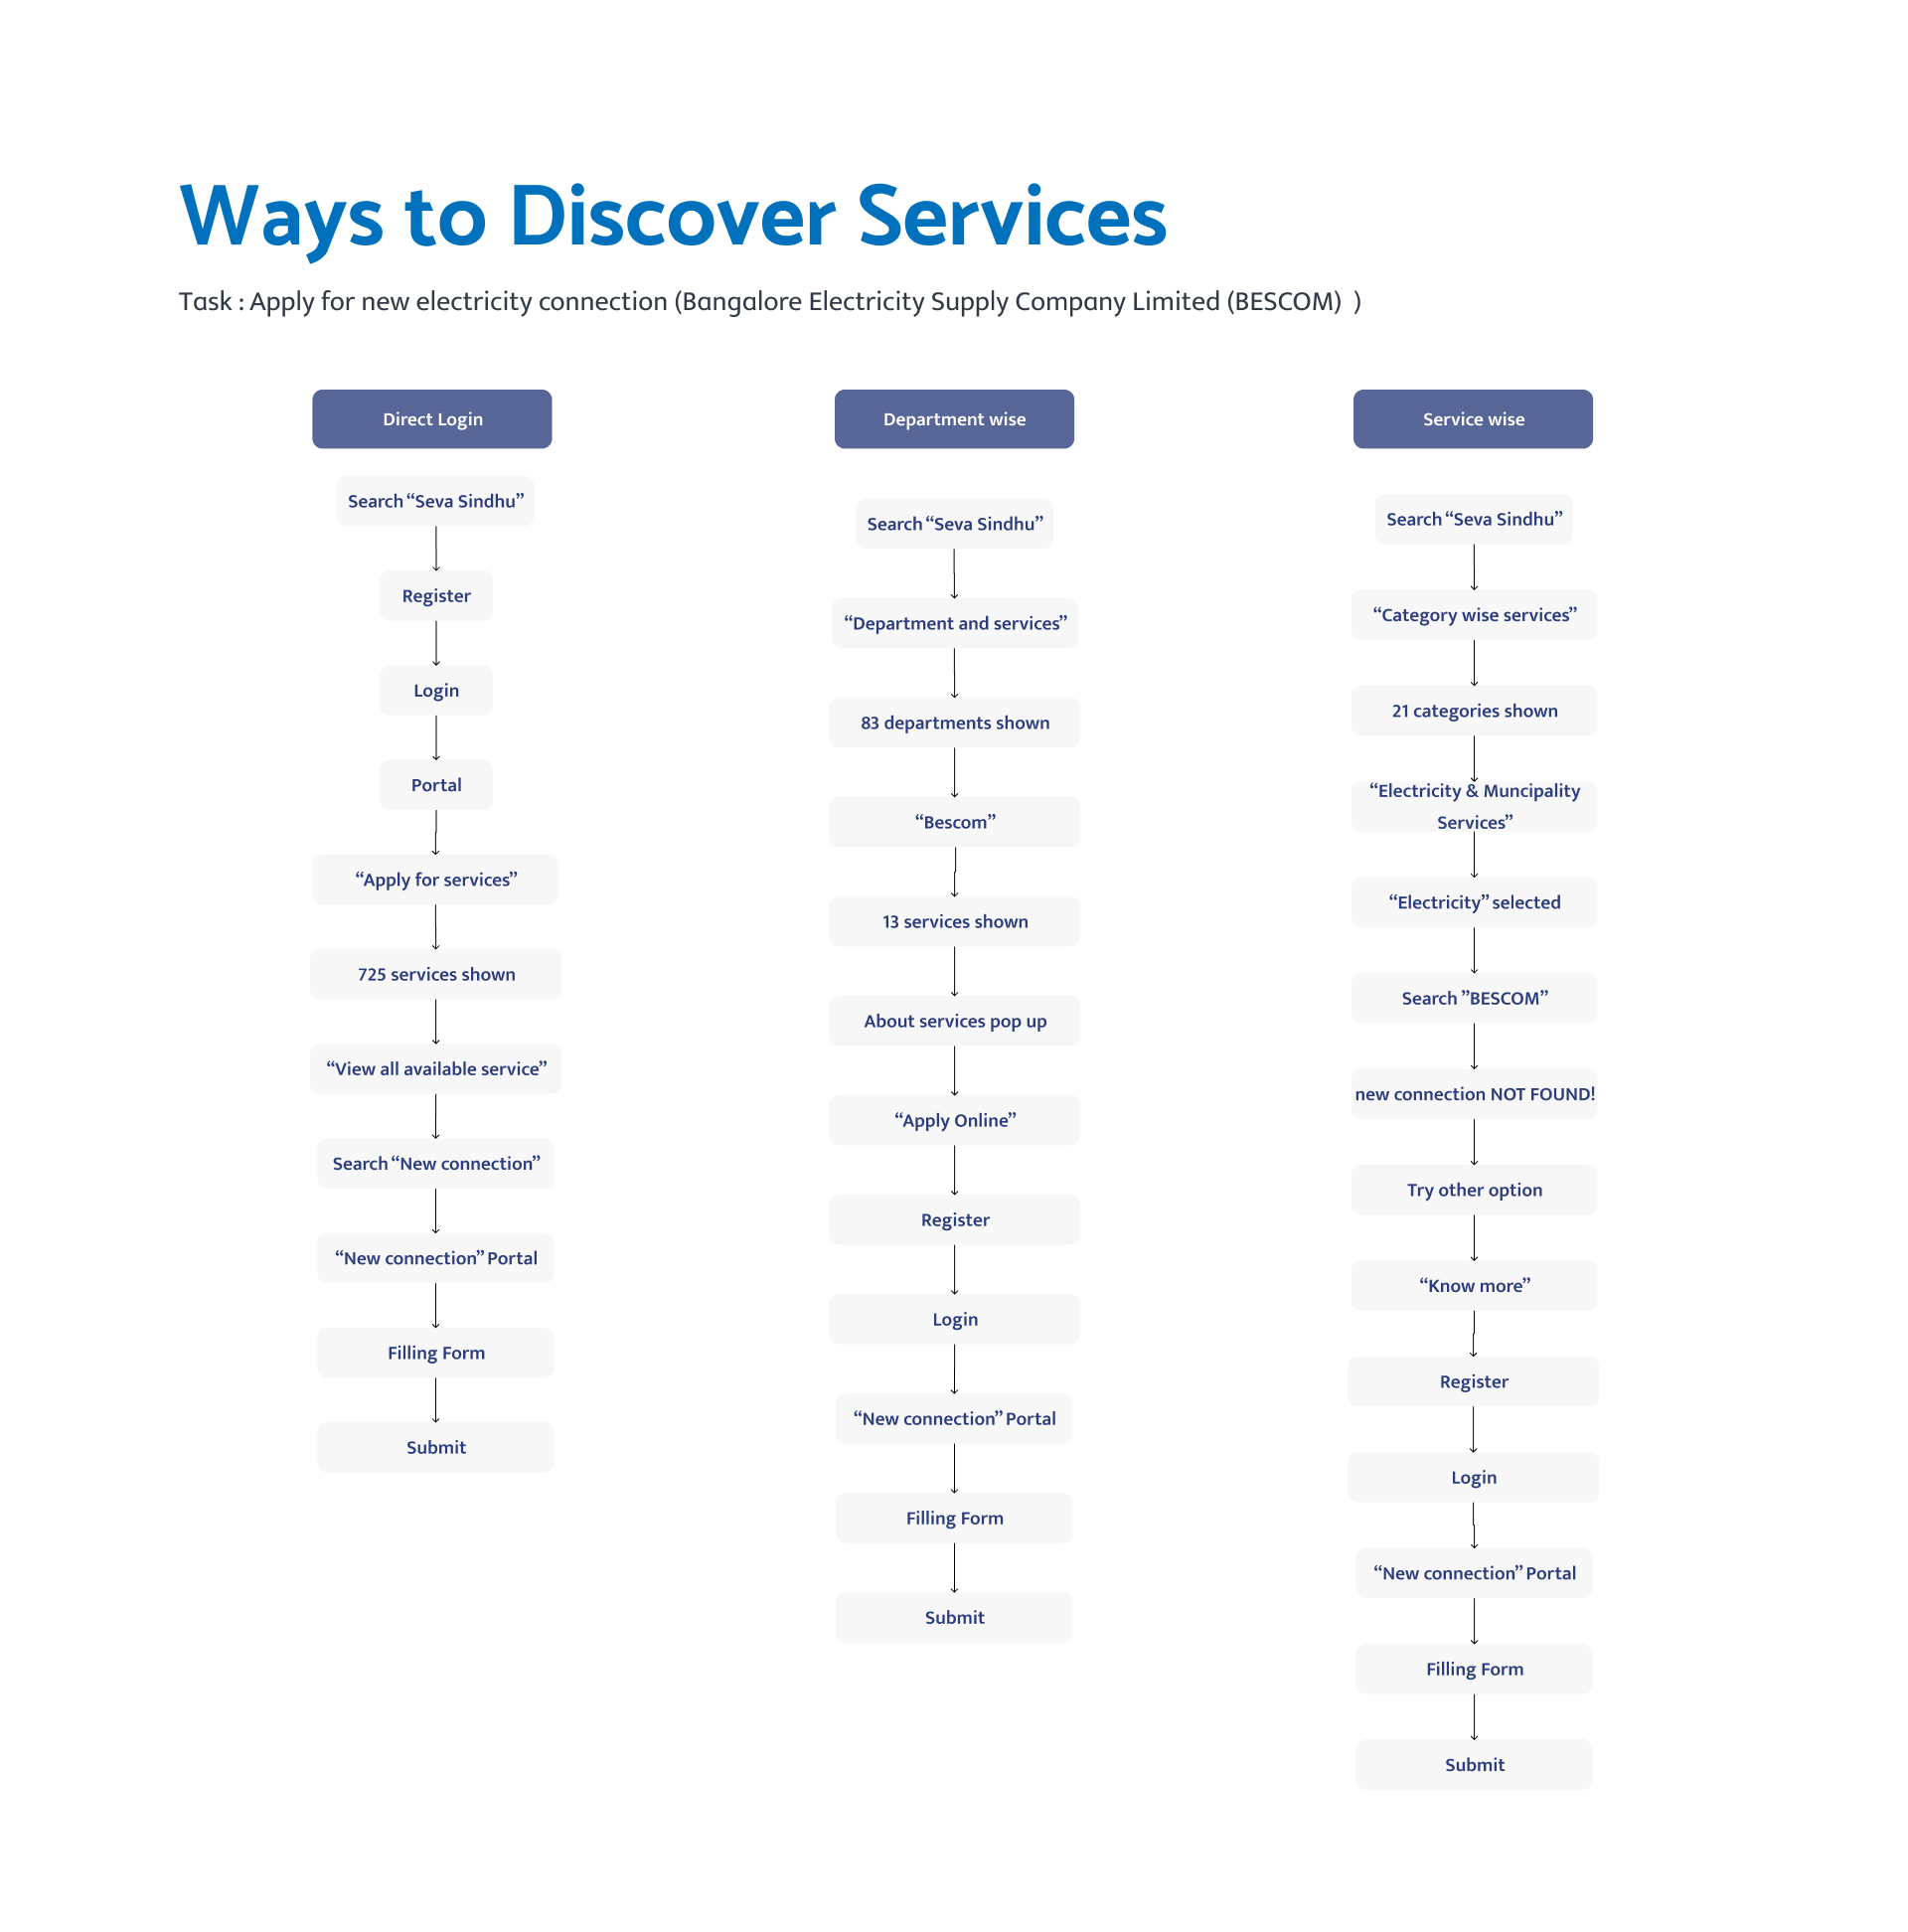 Ways to Discover Services
Task : Apply for new electricity connection (Bangalore Electricity Supply Company Limited (BESCOM)  )
Direct Login
Search “Seva Sindhu”
Register
Login
Portal
“Apply for services”
725 services shown
“View all available service”
Search “New connection”
“New connection” Portal
Filling Form
Submit
Department wise
Search “Seva Sindhu”
“Department and services”
83 departments shown
“Bescom”
13 services shown
About services pop up
“Apply Online”
Register
Login
“New connection” Portal
Filling Form
Submit
Service wise
Search “Seva Sindhu”
“Category wise services”
21 categories shown
“Electricity & Muncipality
Services”
“Electricity” selected
Search ”BESCOM”
new connection NOT FOUND!
Try other option
“Know more”
Register
Login
“New connection” Portal
Filling Form
Submit